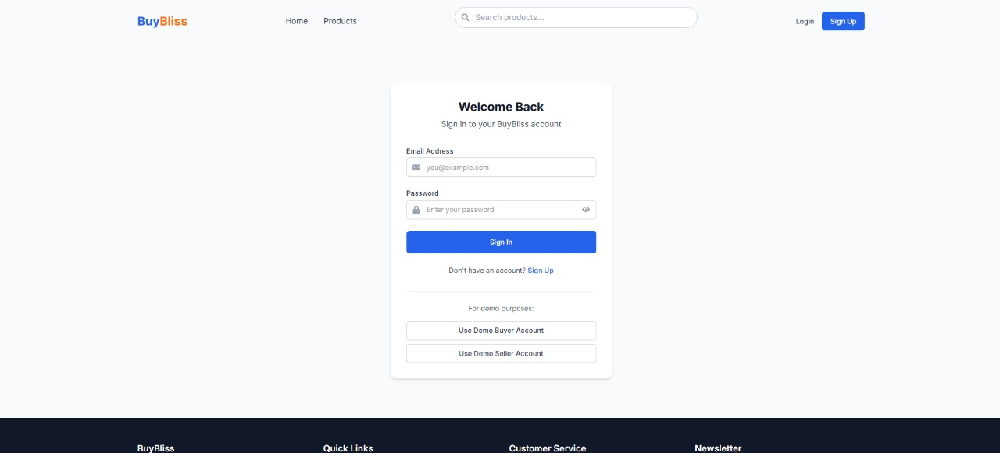 BuyBliss
Home
Products
Search products...
Login
Sign Up
Welcome Back
Sign in to your BuyBliss account
Email Address
you@example.com
Password
Enter your password
Sign In
Don't have an account? Sign Up
For demo purposes:
Use Demo Buyer Account
Use Demo Seller Account
BuyBliss
Quick Links
Customer Service
Newsletter